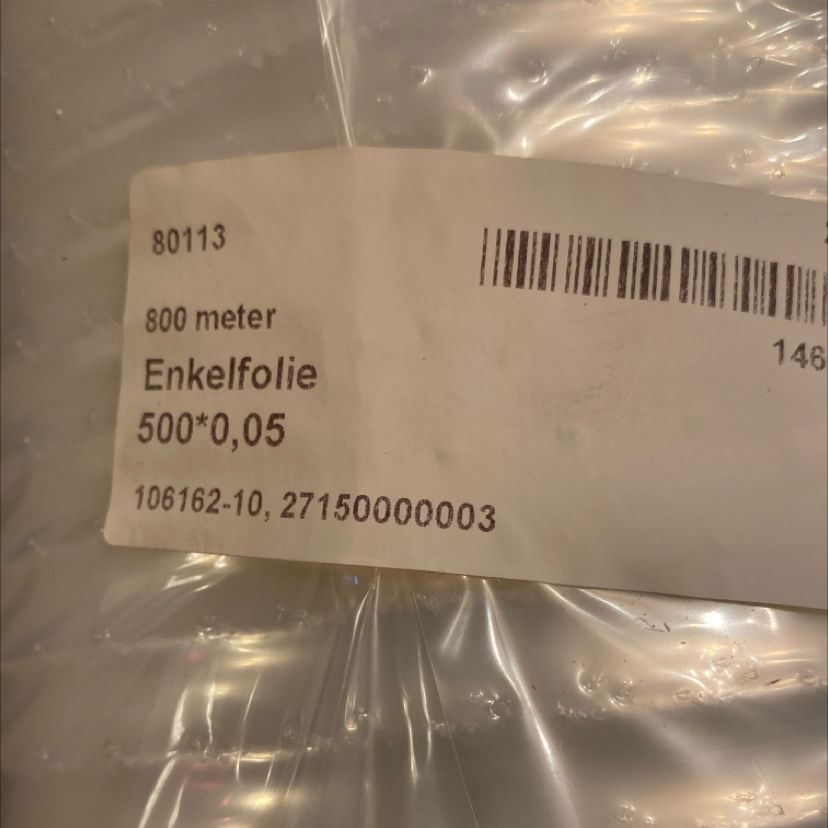 80113
146
800 meter
Enkelfolie
500*0,05
106162-10, 27150000003